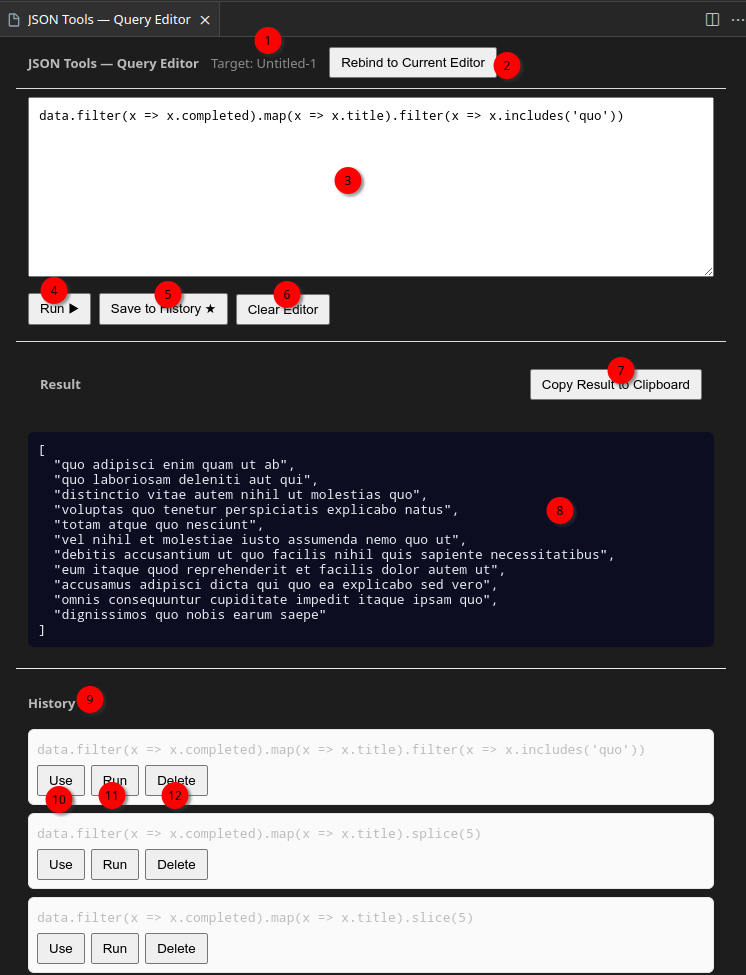 JSON Tools — Query Editor
1
JSON Tools — Query Editor Target: Untitled-1 Rebind to Current Editor 2
data.filter(x => x.completed).map(x => x.title).filter(x => x.includes('quo'))
3
4 5 6
Run ▶ Save to History ★ Clear Editor
7
Result Copy Result to Clipboard
[
"quo adipisci enim quam ut ab",
"quo laboriosam deleniti aut qui",
"distinctio vitae autem nihil ut molestias quo",
"voluptas quo tenetur perspiciatis explicabo natus",
8
"totam atque quo nesciunt",
"vel nihil et molestiae iusto assumenda nemo quo ut",
"debitis accusantium ut quo facilis nihil quis sapiente necessitatibus",
"eum itaque quod reprehenderit et facilis dolor autem ut",
"accusamus adipisci dicta qui quo ea explicabo sed vero",
"omnis consequuntur cupiditate impedit itaque ipsam quo",
"dignissimos quo nobis earum saepe"
]
History 9
data.filter(x => x.completed).map(x => x.title).filter(x => x.includes('quo'))
Use Run Delete
10 11 12
data.filter(x => x.completed).map(x => x.title).splice(5)
Use Run Delete
data.filter(x => x.completed).map(x => x.title).slice(5)
Use Run Delete